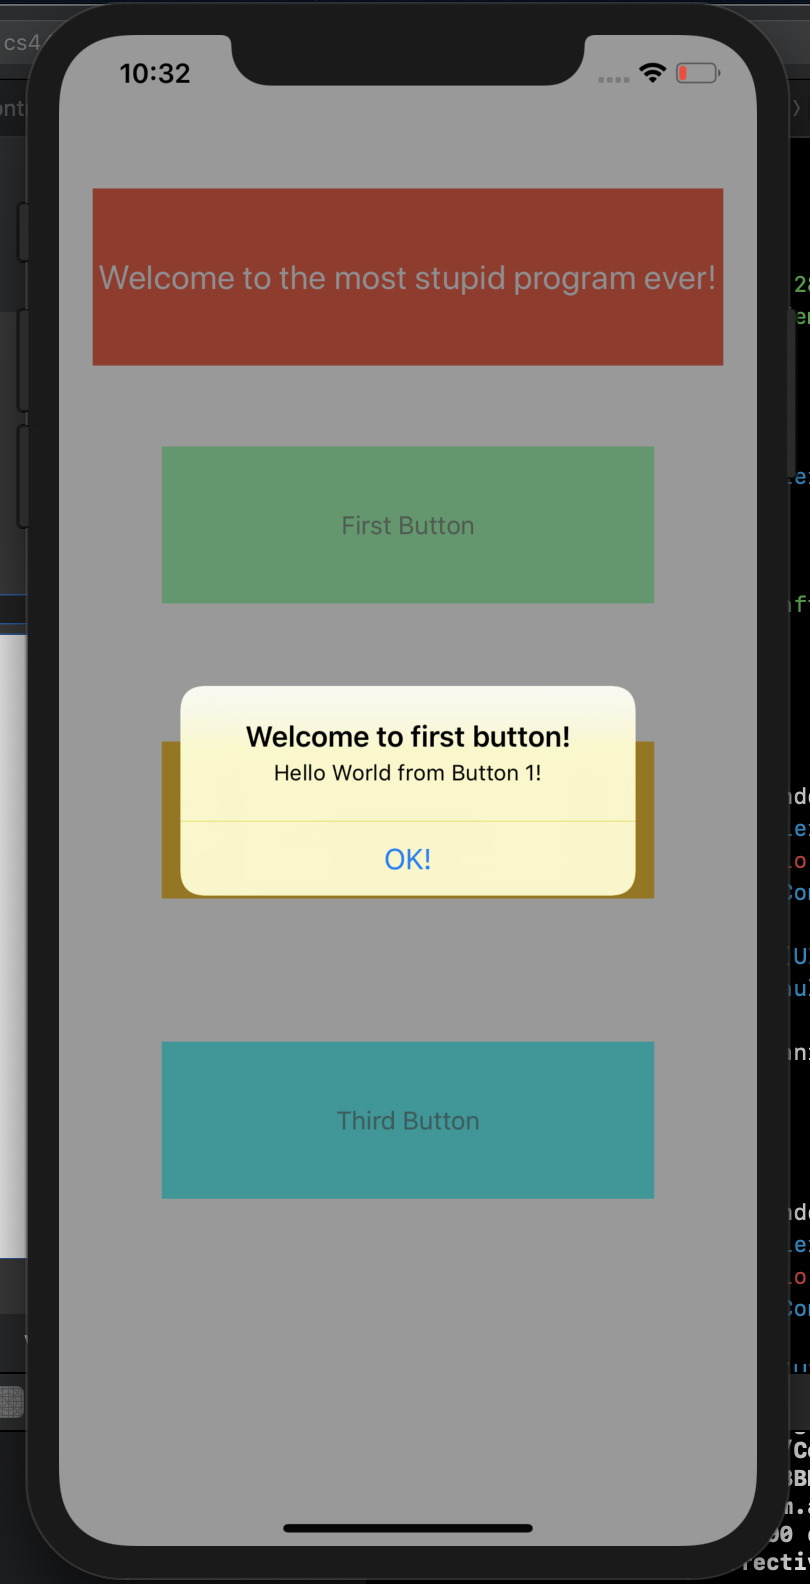 cs4
10:32
Welcome to the most stupid program ever!
First Button
Welcome to first button!
Hello World from Button 1!
OK!
Third Button